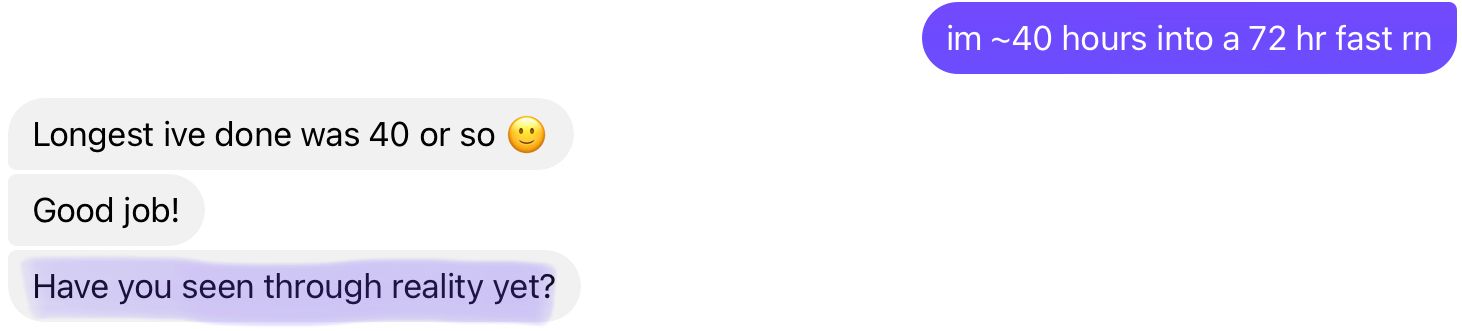 im ~40 hours into a 72 hr fast rn
Longest ive done was 40 or so 🙂
Good job!
Have you seen through reality yet?